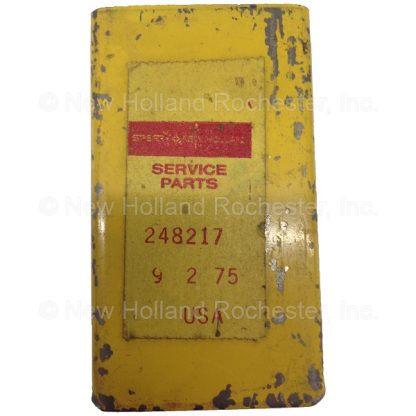 © New Holland Rochester, Inc.
SPERRY NEW HOLLAND
SERVICE
PARTS
© New Holland Rochester, Inc.
248217
9 2 75
© New Holland Rochester, Inc.
USA